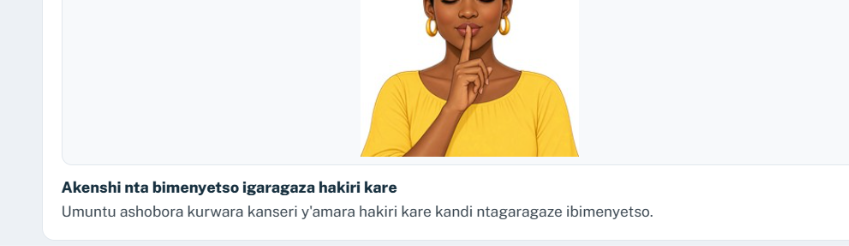 Akenshi nta bimenyetso igaragaza hakiri kare
Umuntu ashobora kurwara kanseri y'amara hakiri kare kandi ntagaragaze ibimenyetso.